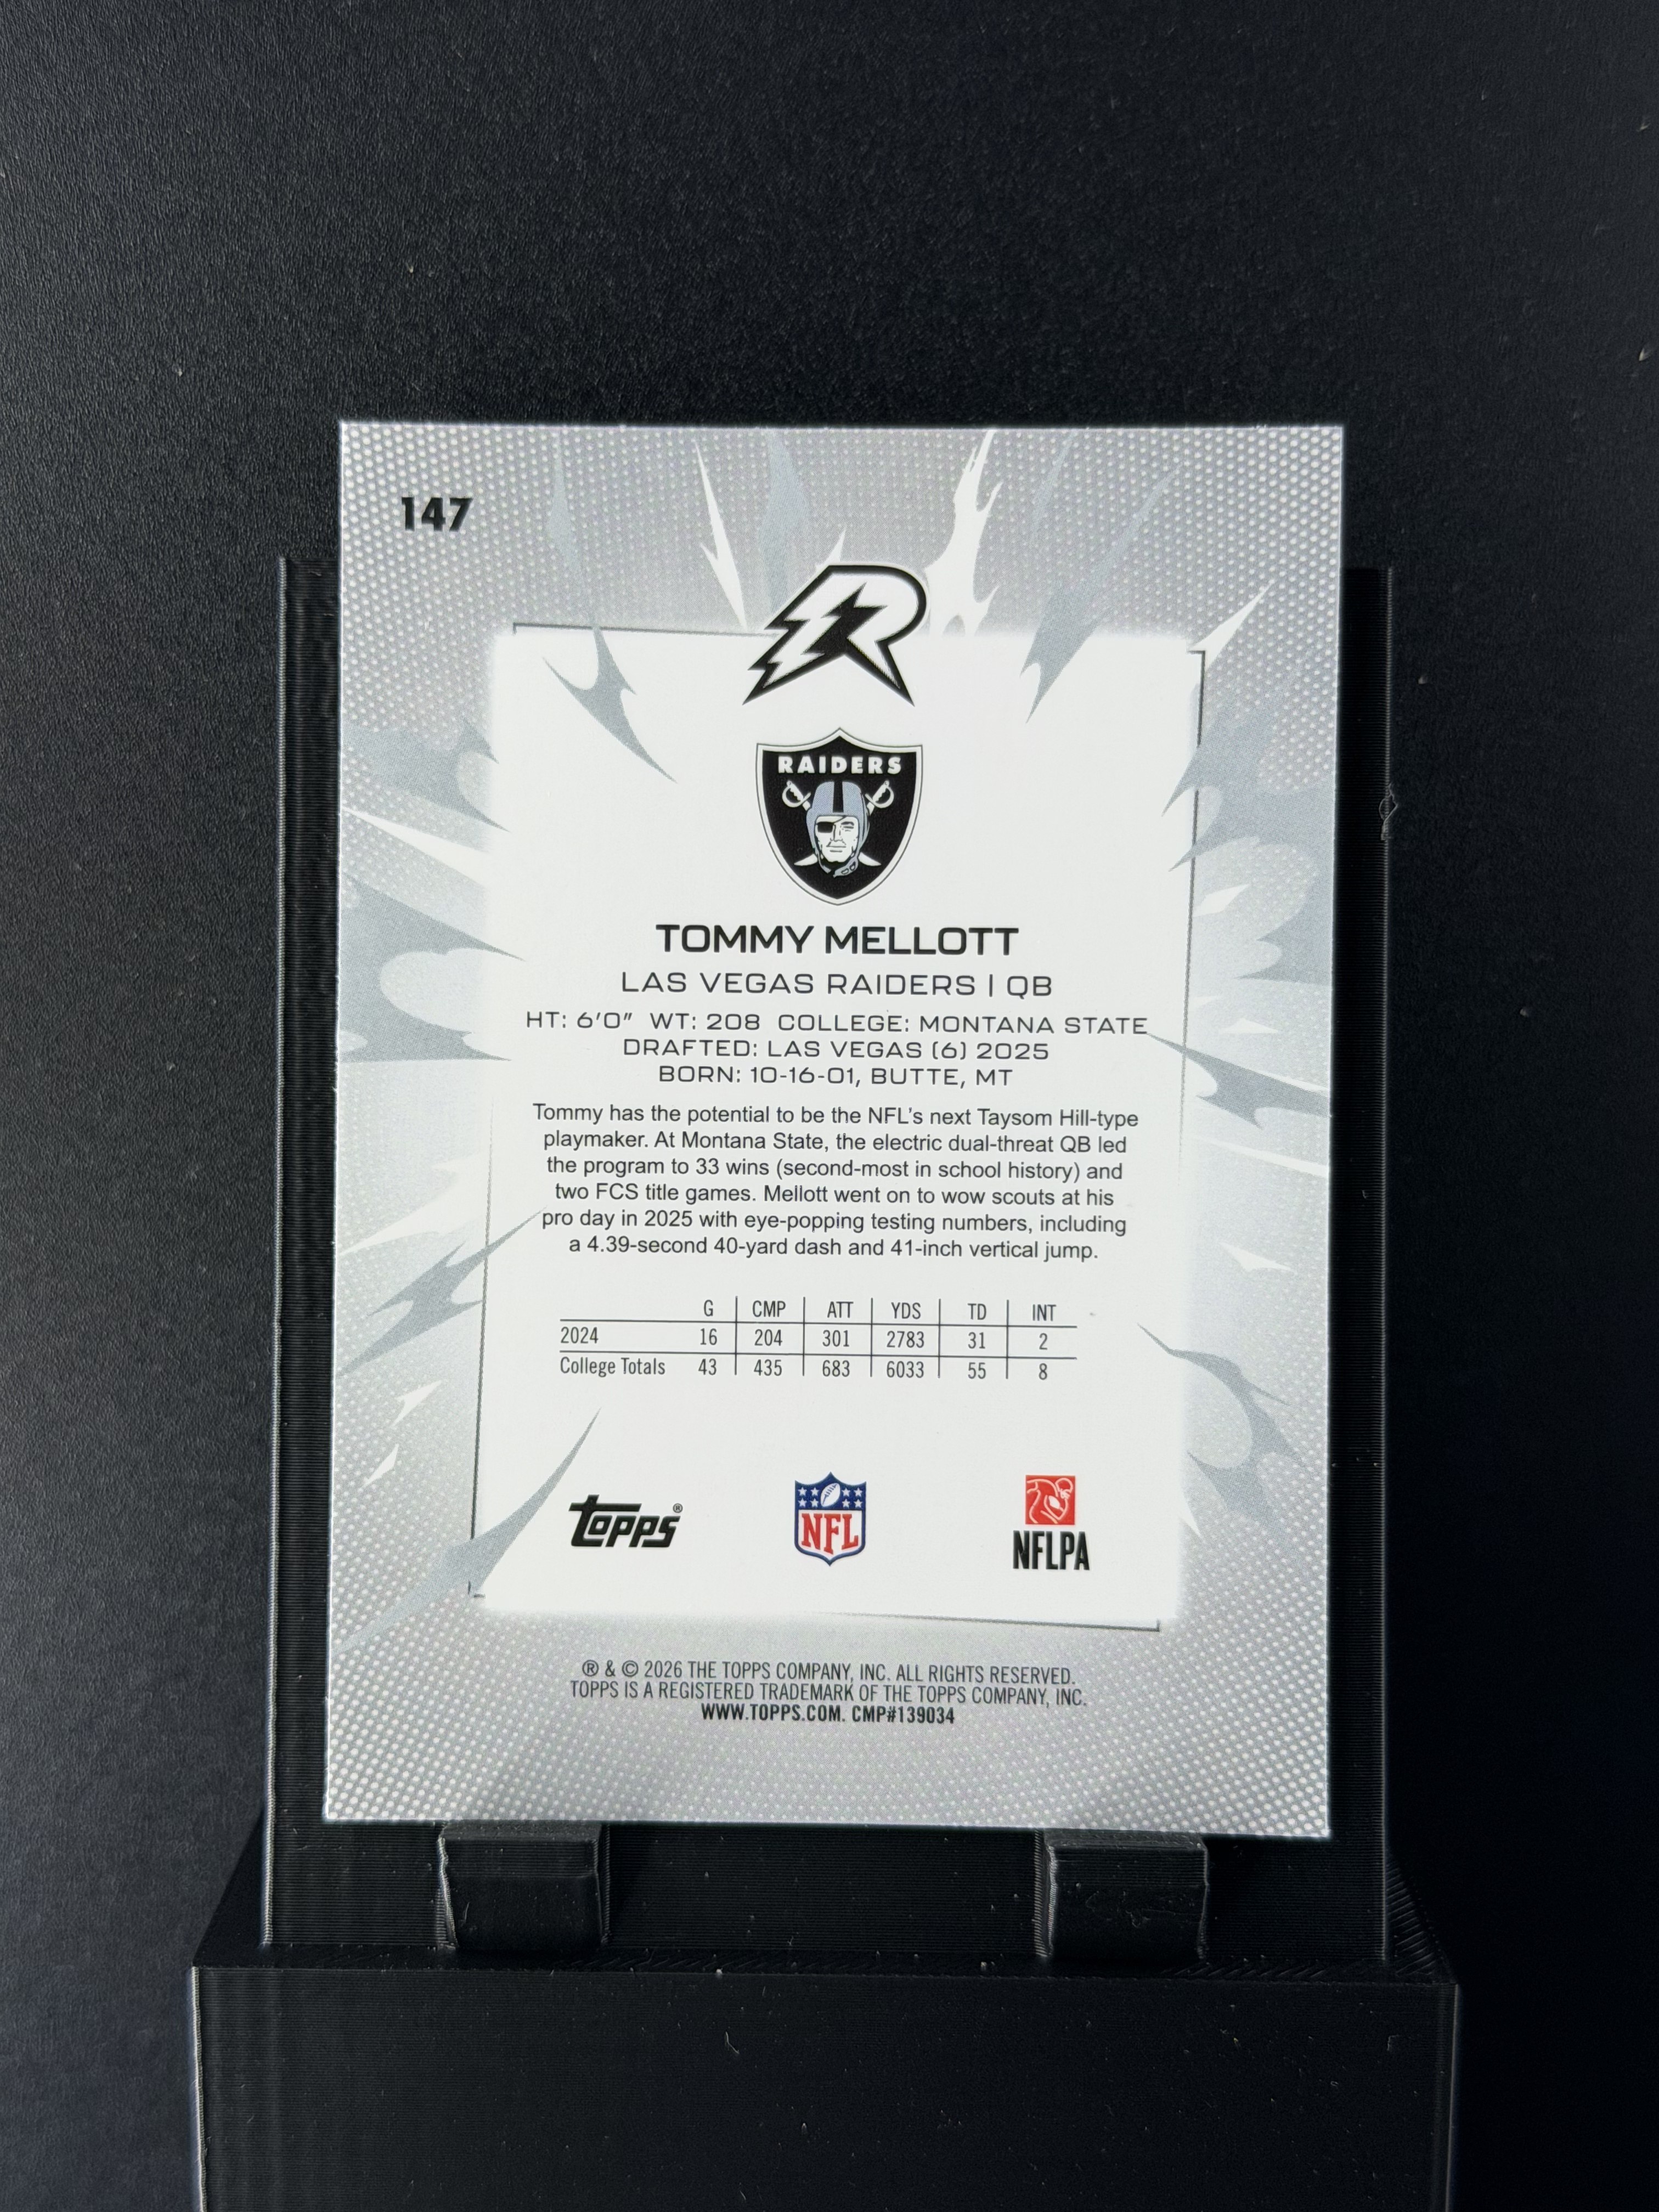 147
R
RAIDERS
TOMMY MELLOTT
LAS VEGAS RAIDERS | QB
HT: 6'0" WT: 208 COLLEGE: MONTANA STATE
DRAFTED: LAS VEGAS (6) 2025
BORN: 10-16-01, BUTTE, MT
Tommy has the potential to be the NFL's next Taysom Hill-type
playmaker. At Montana State, the electric dual-threat QB led
the program to 33 wins (second-most in school history) and
two FCS title games. Mellott went on to wow scouts at his
pro day in 2025 with eye-popping testing numbers, including
a 4.39-second 40-yard dash and 41-inch vertical jump.
G | CMP | ATT | YDS | TD | INT
2024 16 | 204 | 301 | 2783 | 31 | 2
College Totals 43 | 435 | 683 | 6033 | 55 | 8
Topps® NFL NFLPA
® & © 2026 THE TOPPS COMPANY, INC. ALL RIGHTS RESERVED.
TOPPS IS A REGISTERED TRADEMARK OF THE TOPPS COMPANY, INC.
WWW.TOPPS.COM. CMP#139034